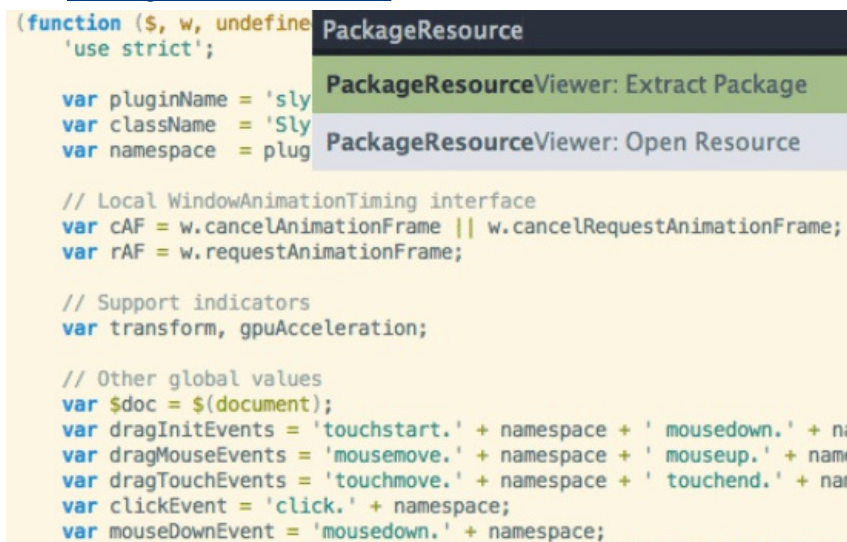 (function ($, w, undefine
PackageResource
'use strict';
PackageResourceViewer: Extract Package
var pluginName = 'sly
var className  = 'Sly
PackageResourceViewer: Open Resource
var namespace  = plug
// Local WindowAnimationTiming interface
var cAF = w.cancelAnimationFrame || w.cancelRequestAnimationFrame;
var rAF = w.requestAnimationFrame;
// Support indicators
var transform, gpuAcceleration;
// Other global values
var $doc = $(document);
var dragInitEvents = 'touchstart.' + namespace + ' mousedown.' + na
var dragMouseEvents = 'mousemove.' + namespace + ' mouseup.' + name
var dragTouchEvents = 'touchmove.' + namespace + ' touchend.' + nam
var clickEvent = 'click.' + namespace;
var mouseDownEvent = 'mousedown.' + namespace;